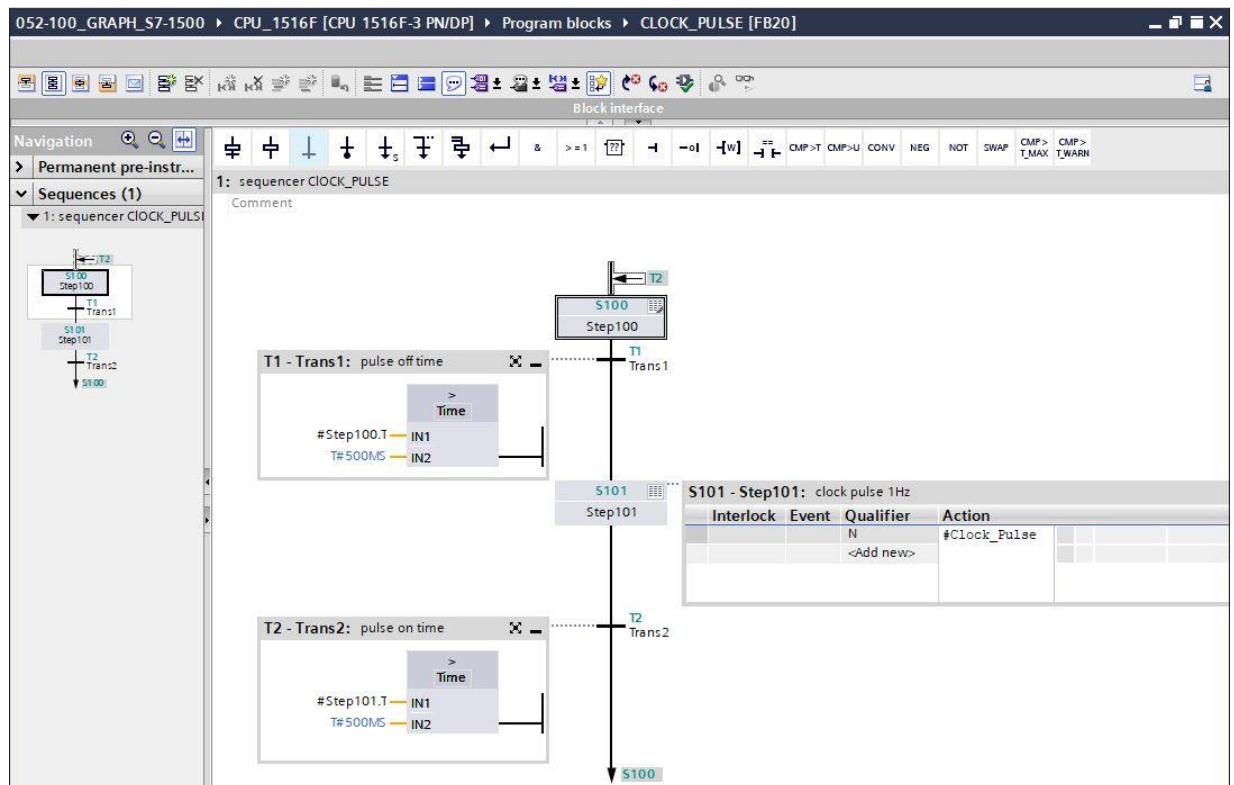 052-100_GRAPH_S7-1500 ▸ CPU_1516F [CPU 1516F-3 PN/DP] ▸ Program blocks ▸ CLOCK_PULSE [FB20]
Block interface
Navigation
Permanent pre-instr...
Sequences (1)
1: sequencer ClOCK_PULSI
T2
S100
Step100
T1
Trans1
S101
Step101
T2
Trans2
S100
& >=1 ?? CMP>T CMP>U CONV NEG NOT SWAP CMP> T_MAX CMP> T_WARN
1: sequencer ClOCK_PULSE
Comment
T2
S100
Step100
T1 - Trans1: pulse off time
T1
Trans1
>
Time
#Step100.T IN1
T#500MS IN2
S101
Step101
S101 - Step101: clock pulse 1Hz
Interlock Event Qualifier Action
N #Clock_Pulse
<Add new>
T2 - Trans2: pulse on time
T2
Trans2
>
Time
#Step101.T IN1
T#500MS IN2
S100